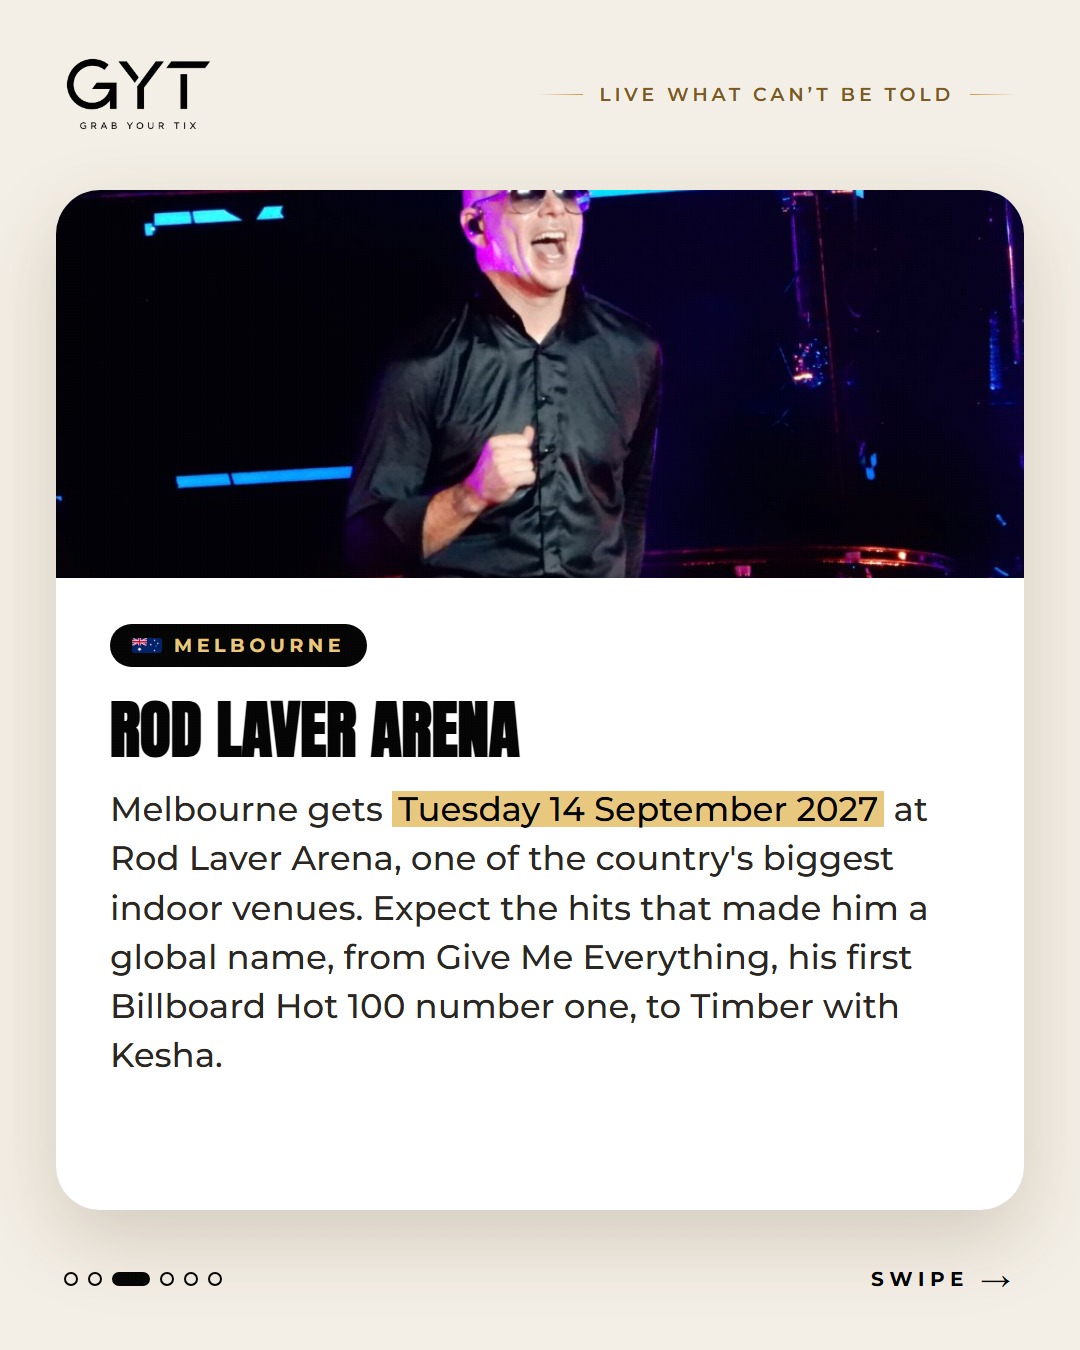 GYT
GRAB YOUR TIX
LIVE WHAT CAN’T BE TOLD
MELBOURNE
ROD LAVER ARENA
Melbourne gets Tuesday 14 September 2027 at
Rod Laver Arena, one of the country's biggest
indoor venues. Expect the hits that made him a
global name, from Give Me Everything, his first
Billboard Hot 100 number one, to Timber with
Kesha.
SWIPE →